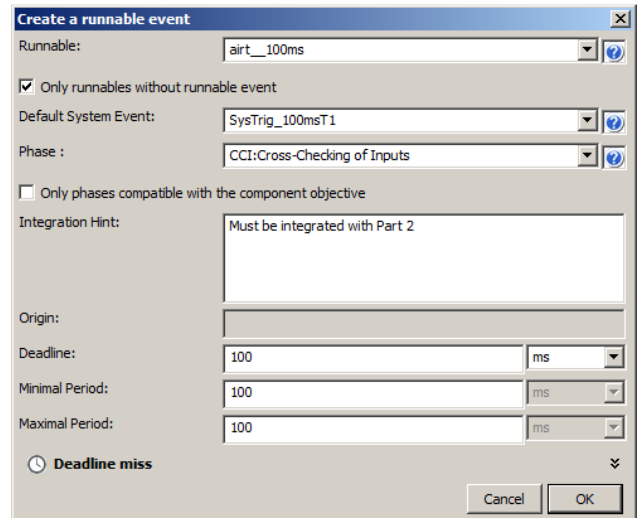 Create a runnable event
Runnable: airt__100ms
Only runnables without runnable event
Default System Event: SysTrig_100msT1
Phase : CCI:Cross-Checking of Inputs
Only phases compatible with the component objective
Integration Hint: Must be integrated with Part 2
Origin:
Deadline: 100 ms
Minimal Period: 100 ms
Maximal Period: 100 ms
Deadline miss
Cancel OK